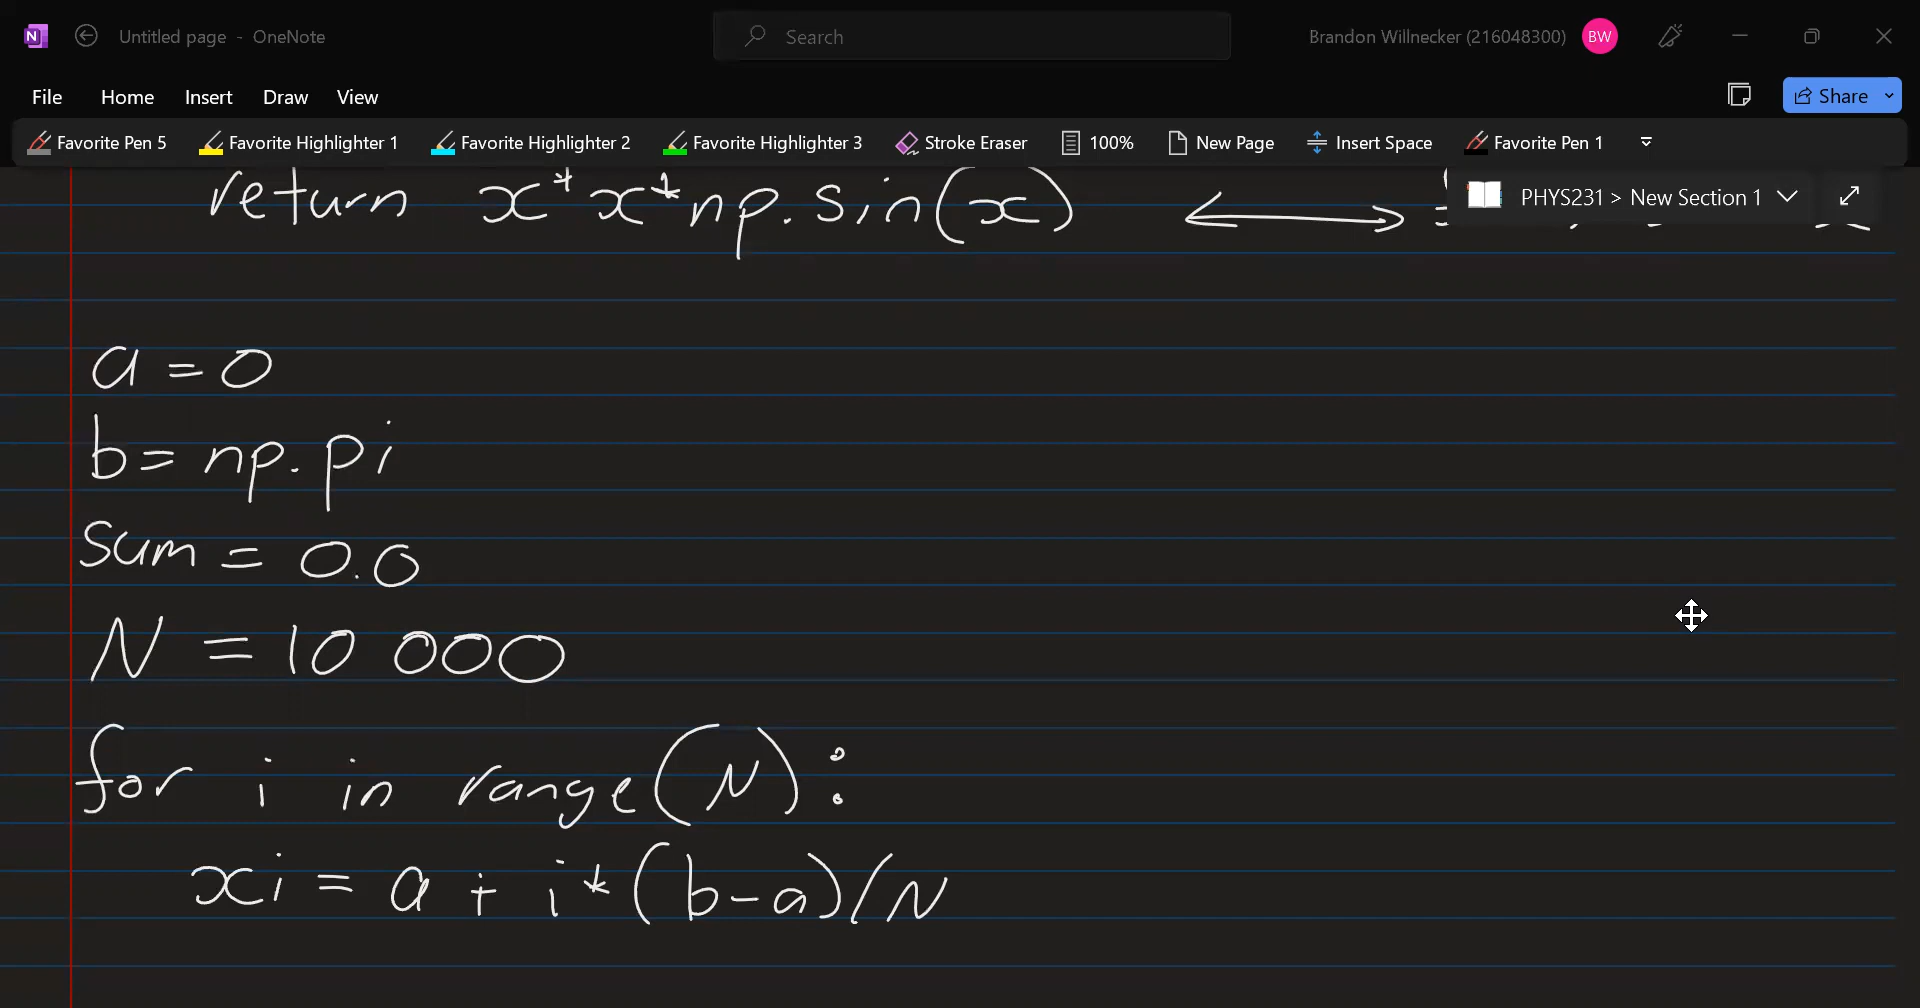 Untitled page - OneNote
Search
Brandon Willnecker (216048300)
BW
File Home Insert Draw View
Share
Favorite Pen 5 Favorite Highlighter 1 Favorite Highlighter 2 Favorite Highlighter 3 Stroke Eraser 100% New Page Insert Space Favorite Pen 1
PHYS231 > New Section 1
return x*x*np.sin(x)
a = 0
b = np.pi
sum = 0.0
N = 10 000
for i in range(N):
xi = a + i*(b-a)/N